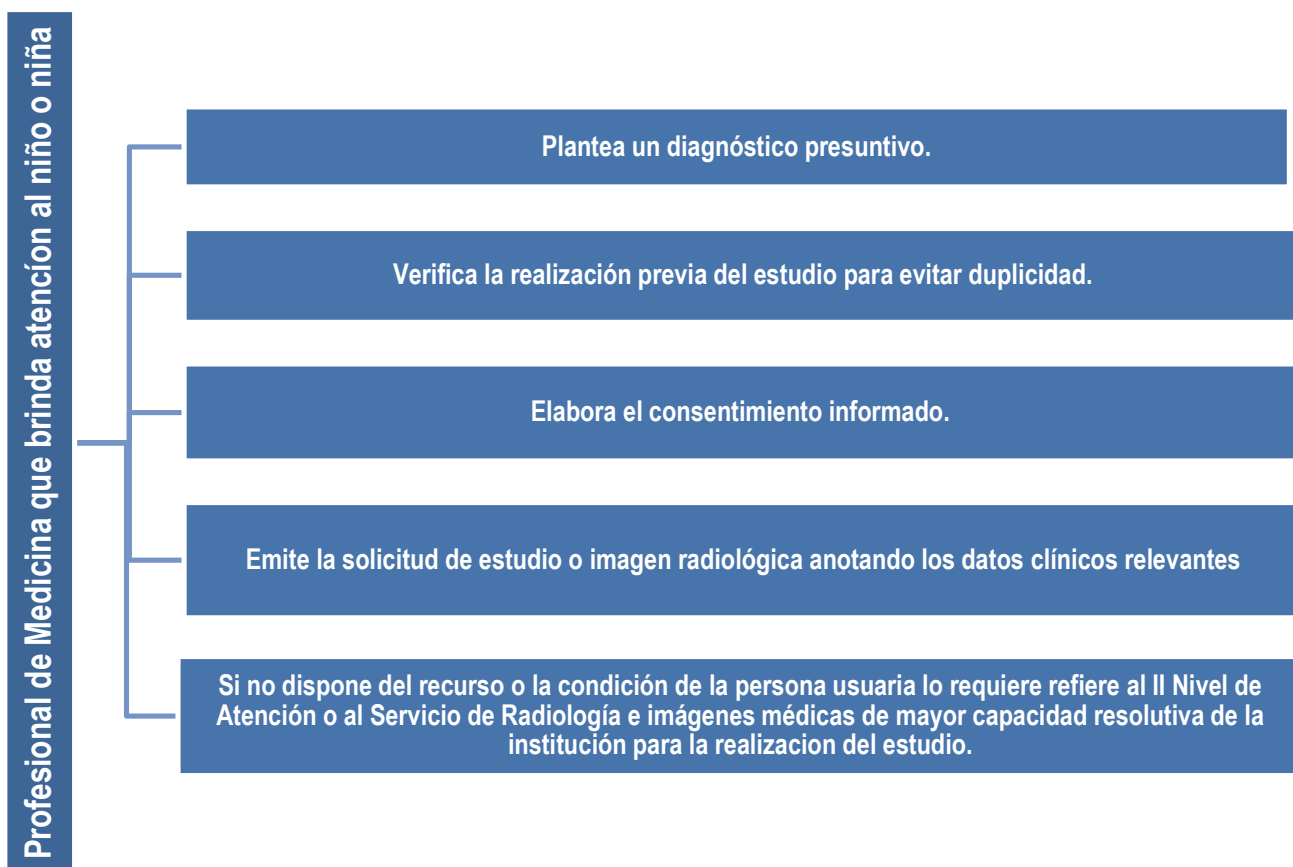 Profesional de Medicina que brinda atencíon al niño o niña
Plantea un diagnóstico presuntivo.
Verifica la realización previa del estudio para evitar duplicidad.
Elabora el consentimiento informado.
Emite la solicitud de estudio o imagen radiológica anotando los datos clínicos relevantes
Si no dispone del recurso o la condición de la persona usuaria lo requiere refiere al II Nivel de
Atención o al Servicio de Radiología e imágenes médicas de mayor capacidad resolutiva de la
institución para la realizacion del estudio.